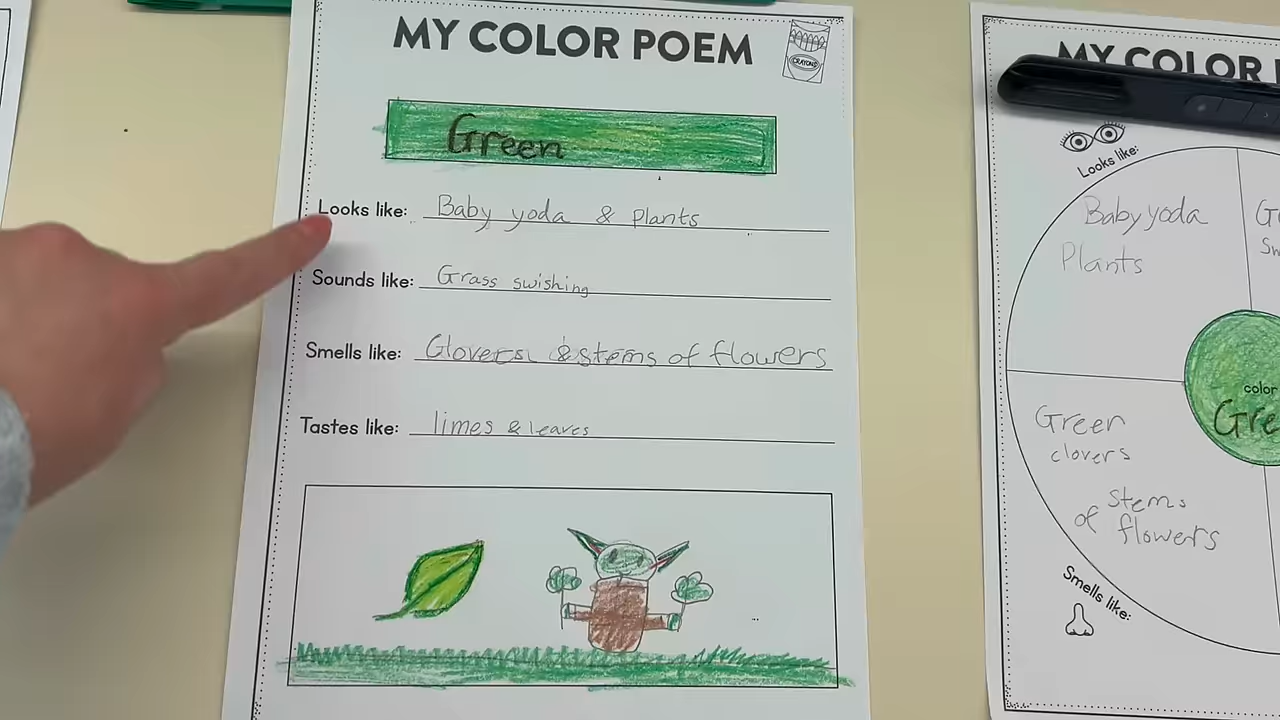 MY COLOR POEM
CRAYONS
Green
Looks like: Baby yoda & plants
Sounds like: Grass swishing
Smells like: Glovers & stems of flowers
Tastes like: limes & leaves
MY COLOR
Looks like:
Baby yoda
Plants
color
Green
clovers
stems
of flowers
Smells like: